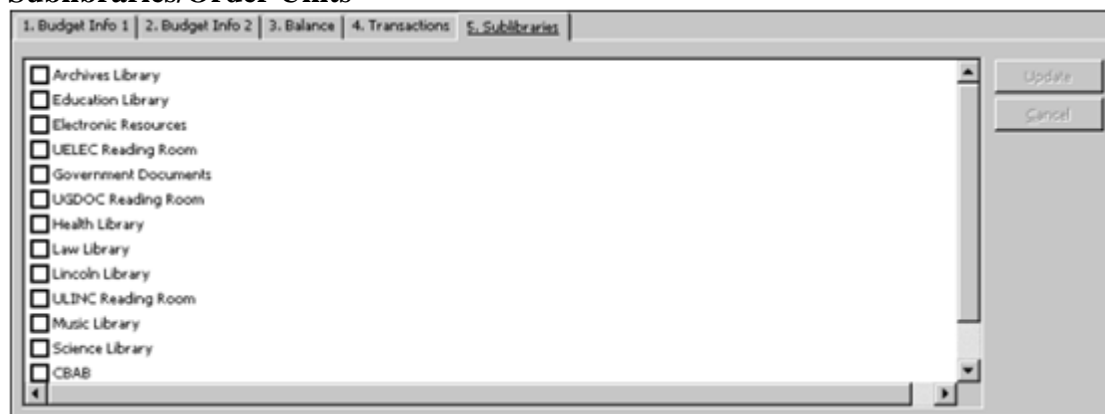 Sublibraries/Order Units
1. Budget Info 1 2. Budget Info 2 3. Balance 4. Transactions 5. Sublibraries
Archives Library
Education Library
Electronic Resources
UELEC Reading Room
Government Documents
UGDOC Reading Room
Health Library
Law Library
Lincoln Library
ULINC Reading Room
Music Library
Science Library
CBAB
Update
Cancel